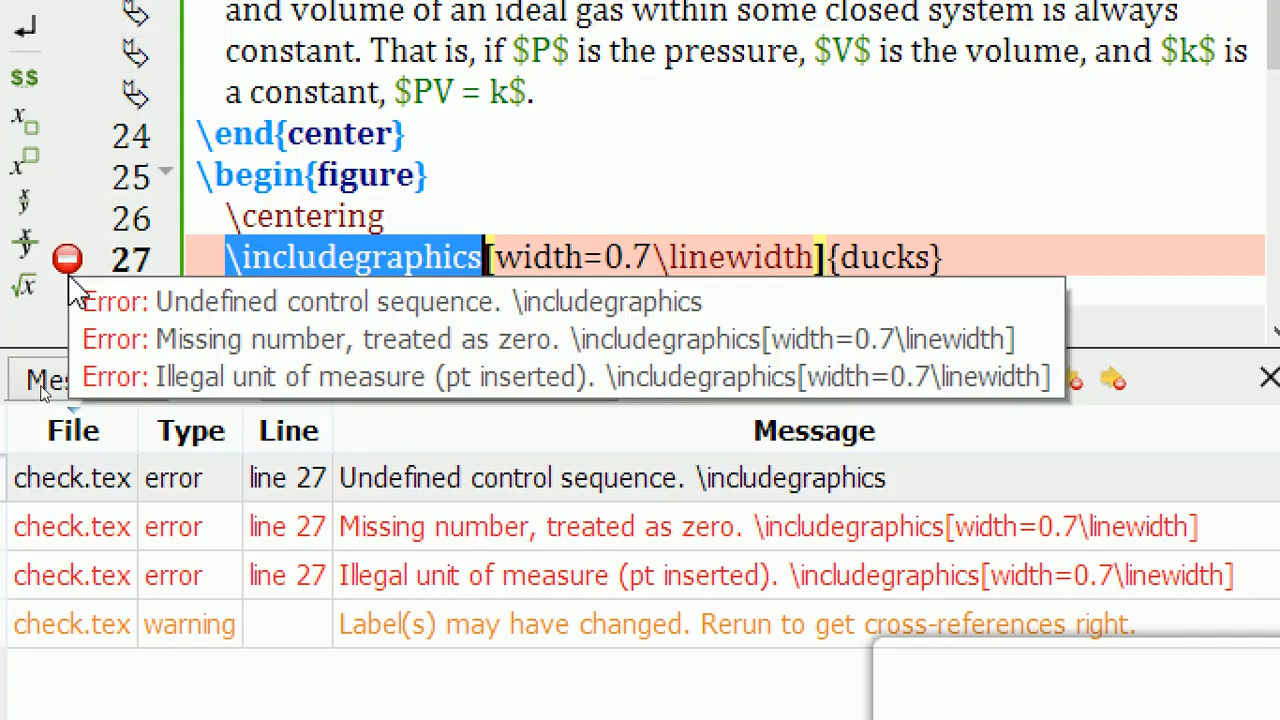 and volume of an ideal gas within some closed system is always
constant. That is, if $P$ is the pressure, $V$ is the volume, and $k$ is
a constant, $PV = k$.
24 \end{center}
25 \begin{figure}
26 \centering
27 \includegraphics[width=0.7\linewidth]{ducks}
Error: Undefined control sequence. \includegraphics
Error: Missing number, treated as zero. \includegraphics[width=0.7\linewidth]
Error: Illegal unit of measure (pt inserted). \includegraphics[width=0.7\linewidth]
File Type Line Message
check.tex error line 27 Undefined control sequence. \includegraphics
check.tex error line 27 Missing number, treated as zero. \includegraphics[width=0.7\linewidth]
check.tex error line 27 Illegal unit of measure (pt inserted). \includegraphics[width=0.7\linewidth]
check.tex warning Label(s) may have changed. Rerun to get cross-references right.